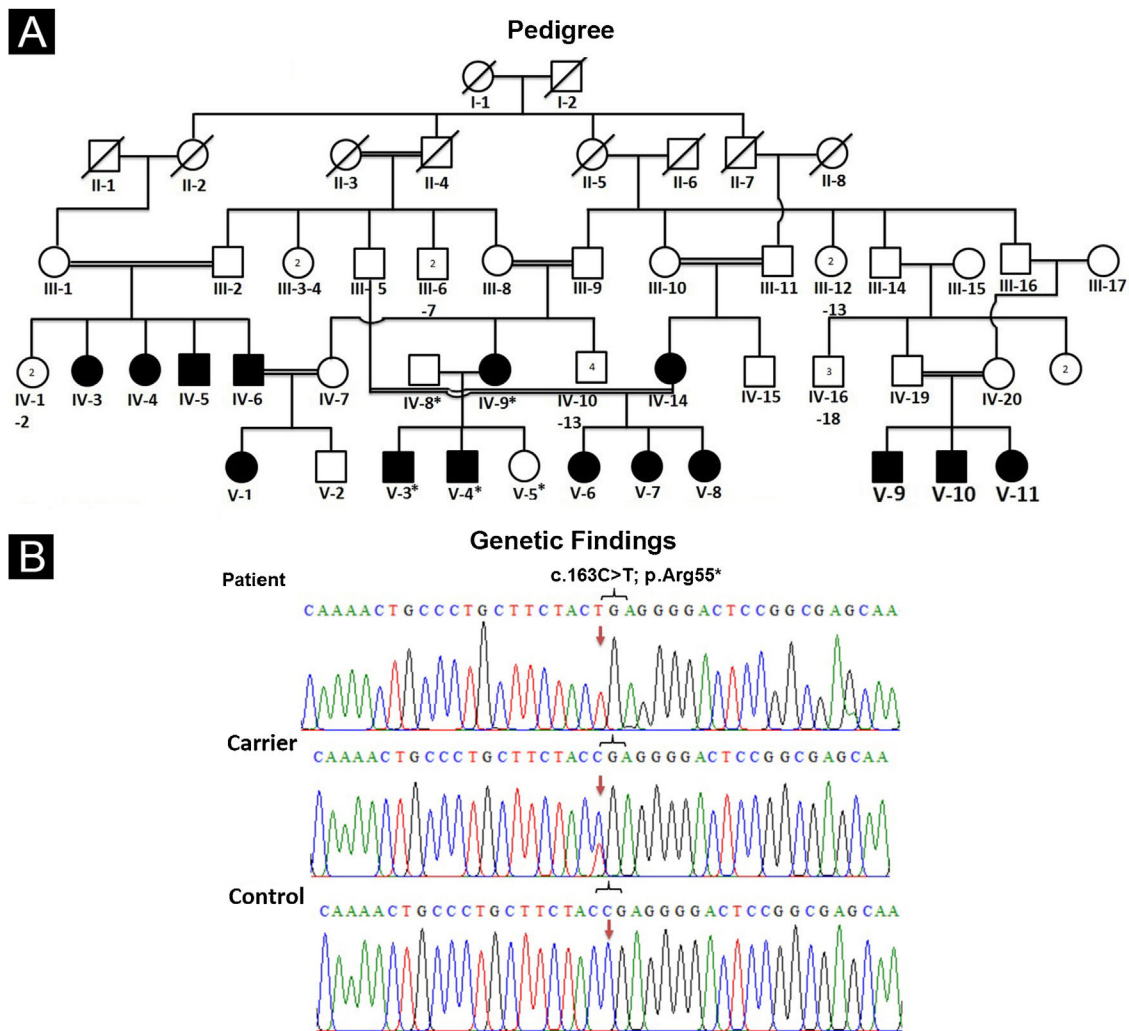 A
Pedigree
I-1
I-2
II-1
II-2
II-3
II-4
II-5
II-6
II-7
II-8
2
2
2
III-1
III-2
III-3-4
III- 5
III-6
-7
III-8
III-9
III-10
III-11
III-12
-13
III-14
III-15
III-16
III-17
2
4
3
2
IV-1
-2
IV-3
IV-4
IV-5
IV-6
IV-7
IV-8*
IV-9*
IV-10
-13
IV-14
IV-15
IV-16
-18
IV-19
IV-20
V-1
V-2
V-3*
V-4*
V-5*
V-6
V-7
V-8
V-9
V-10
V-11
B
Genetic Findings
Patient
c.163C>T; p.Arg55*
CAAAACTGCCCTGCTTCTACTGAGGGGACTCCGGCGAGCAA
Carrier
CAAAACTGCCCTGCTTCTACCGAGGGGACTCCGGCGAGCAA
Control
CAAAACTGCCCTGCTTCTACCGAGGGGACTCCGGCGAGCAA